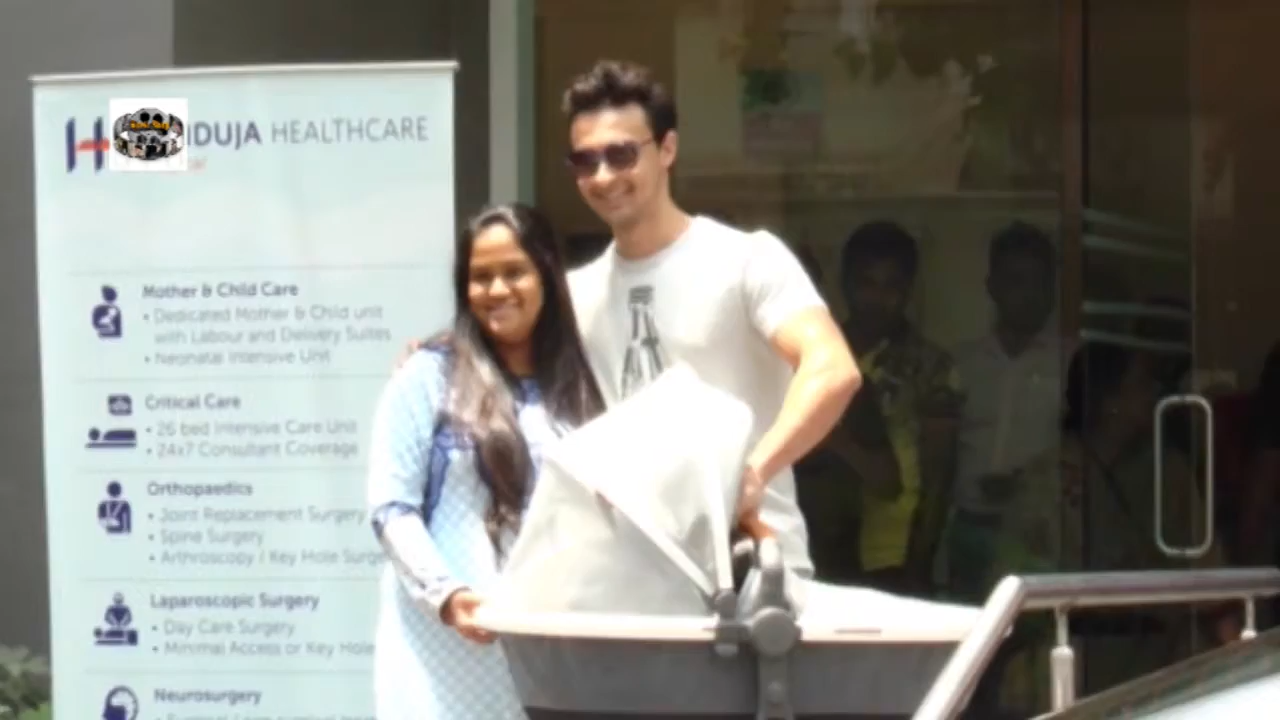 HEALTHCARE
Mother & Child Care
• Dedicated Mother & Child unit
with Labour and Delivery Suites
• Neonatal Intensive Unit
Critical Care
• 26 bed Intensive Care Unit
• 24x7 Consultant Coverage
Orthopaedics
• Joint Replacement Surgery
• Spine Surgery
• Arthroscopy / Key Hole
Laparoscopic Surgery
• Day Care Surgery
• Minimal Access or Key Hole
Neurosurgery